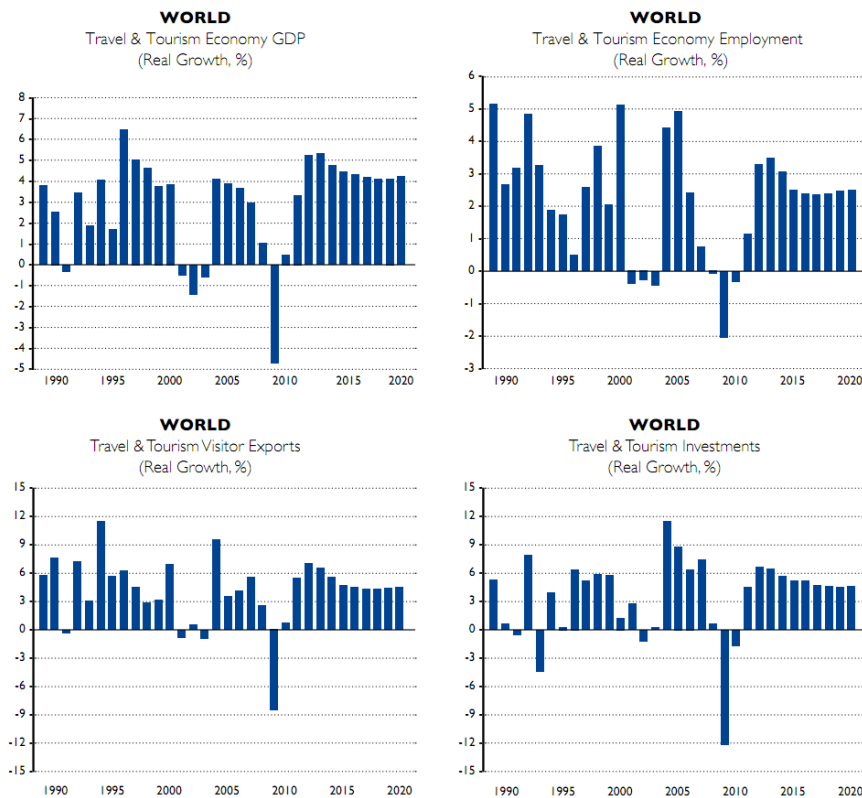 WORLD
Travel & Tourism Economy GDP
(Real Growth, %)
8
7
6
5
4
3
2
1
0
-1
-2
-3
-4
-5
1990 1995 2000 2005 2010 2015 2020
WORLD
Travel & Tourism Economy Employment
(Real Growth, %)
6
5
4
3
2
1
0
-1
-2
-3
1990 1995 2000 2005 2010 2015 2020
WORLD
Travel & Tourism Visitor Exports
(Real Growth, %)
15
12
9
6
3
0
-3
-6
-9
-12
-15
1990 1995 2000 2005 2010 2015 2020
WORLD
Travel & Tourism Investments
(Real Growth, %)
15
12
9
6
3
0
-3
-6
-9
-12
-15
1990 1995 2000 2005 2010 2015 2020